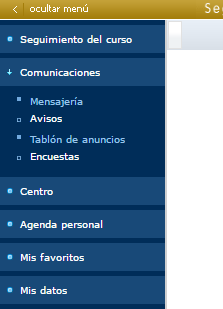 ocultar menú
Se
Seguimiento del curso
Comunicaciones
Mensajería
Avisos
Tablón de anuncios
Encuestas
Centro
Agenda personal
Mis favoritos
Mis datos